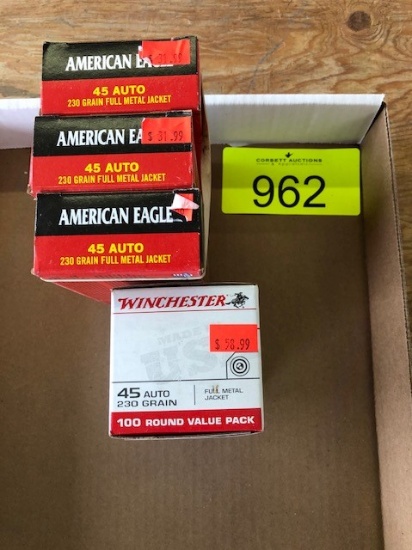 AMERICAN EAGLE
45 AUTO
230 GRAIN FULL METAL JACKET
AMERICAN EA
$ 31.99
45 AUTO
230 GRAIN FULL METAL JACKET
AMERICAN EAGLE
45 AUTO
230 GRAIN FULL METAL JACKET
CORBETT AUCTIONS
962
WINCHESTER
MADE
USA
$ 58.99
45 AUTO
230 GRAIN
FULL METAL
JACKET
100 ROUND VALUE PACK